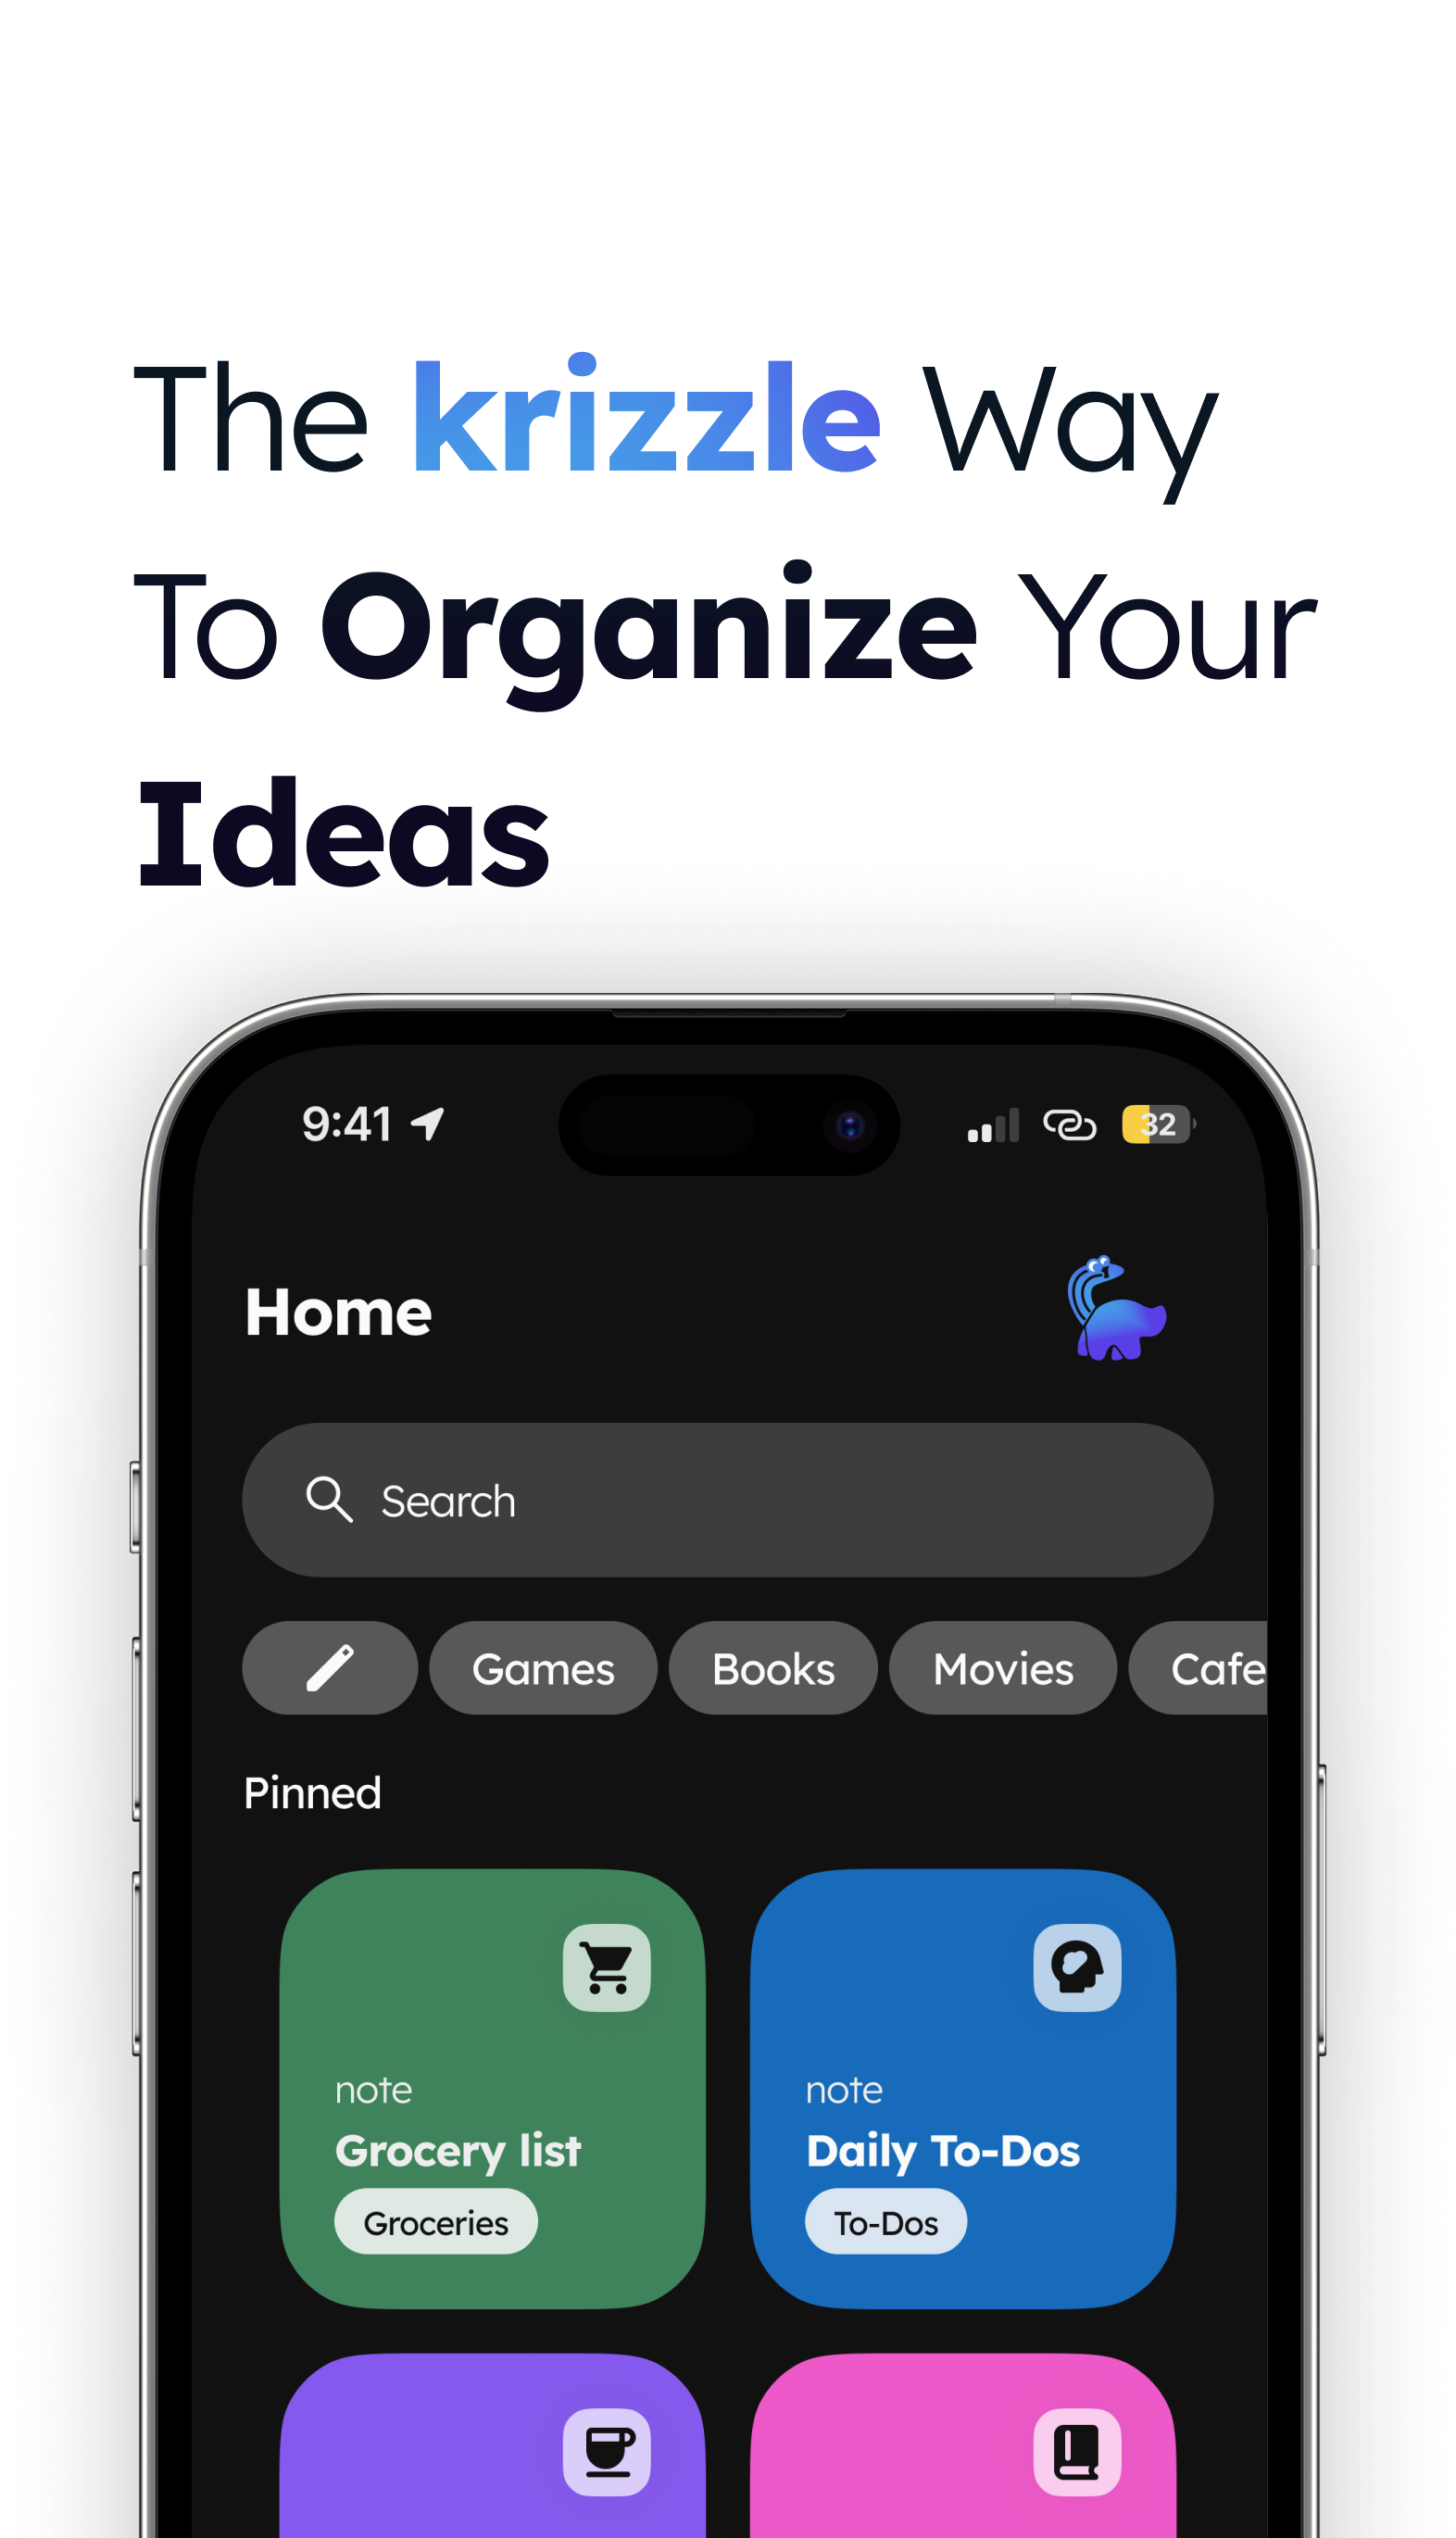 The krizzle Way
To Organize Your
Ideas
9:41 32
Home
Search
Games Books Movies Cafe
Pinned
note note
Grocery list Daily To-Dos
Groceries To-Dos